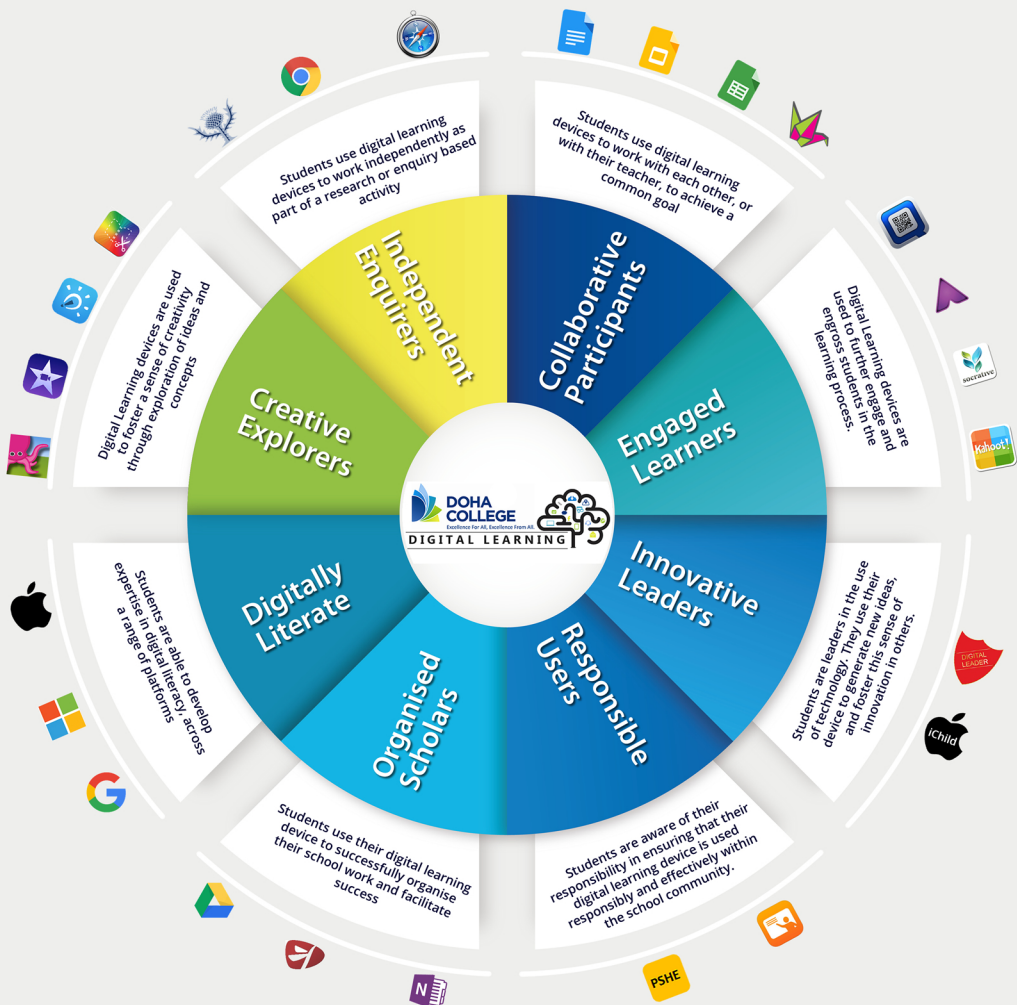 Students use digital learning
devices to work independently as
part of a research or enquiry based
activity
Independent
Enquirers
Students use digital learning
devices to work with each other, or
with their teacher, to achieve a
common goal
Collaborative
Participants
Digital Learning devices are
used to further engage and
engross students in the
learning process.
Engaged
Learners
socrative
Kahoot!
Students are leaders in the use
of technology. They use their
device to generate new ideas,
and foster this sense of
innovation in others.
Innovative
Leaders
DIGITAL
LEADER
iChild
Students are aware of their
responsibility in ensuring that their
digital learning device is used
responsibly and effectively within
the school community.
Responsible
Users
PSHE
Students use their digital learning
device to successfully organise
their school work and facilitate
success
Organised
Scholars
N
Students are able to develop
expertise in digital literacy, across
a range of platforms
Digitally
Literate
G
Digital Learning devices are used
to foster a sense of creativity
through exploration of ideas and
concepts
Creative
Explorers
DOHA
COLLEGE
Excellence For All, Excellence From All.
DIGITAL LEARNING